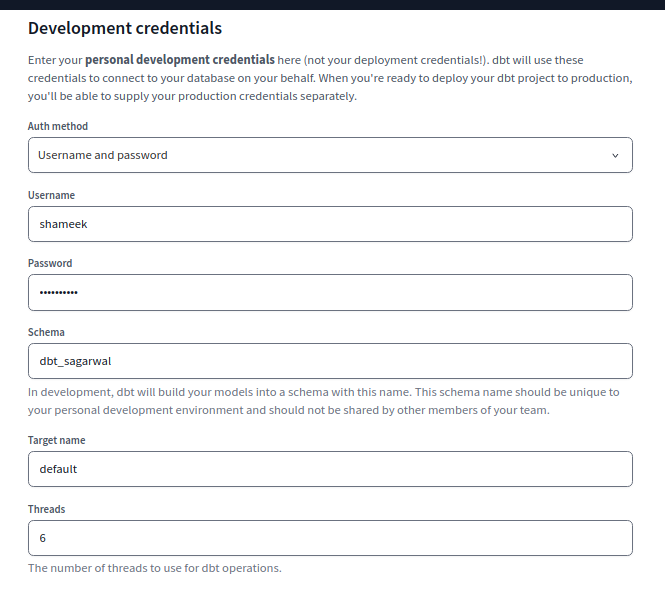 Development credentials
Enter your personal development credentials here (not your deployment credentials!). dbt will use these
credentials to connect to your database on your behalf. When you're ready to deploy your dbt project to production,
you'll be able to supply your production credentials separately.
Auth method
Username and password
Username
shameek
Password
••••••••••
Schema
dbt_sagarwal
In development, dbt will build your models into a schema with this name. This schema name should be unique to
your personal development environment and should not be shared by other members of your team.
Target name
default
Threads
6
The number of threads to use for dbt operations.